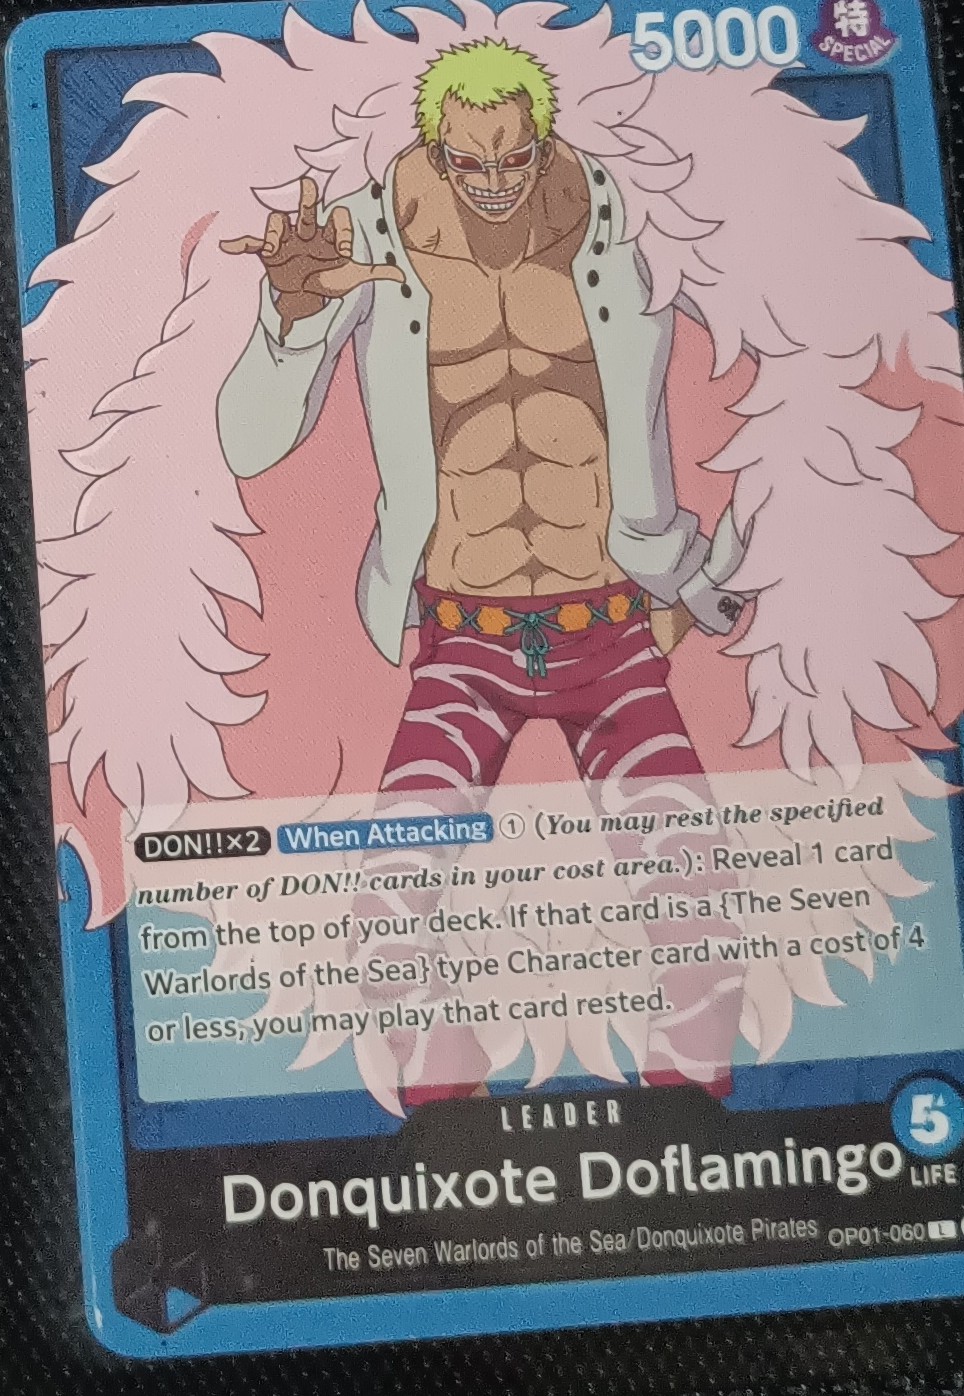 5000
特
SPECIAL
DON!!×2 When Attacking ① (You may rest the specified
number of DON!! cards in your cost area.): Reveal 1 card
from the top of your deck. If that card is a {The Seven
Warlords of the Sea} type Character card with a cost of 4
or less, you may play that card rested.
LEADER
5
Donquixote Doflamingo
LIFE
The Seven Warlords of the Sea/Donquixote Pirates OP01-060 L